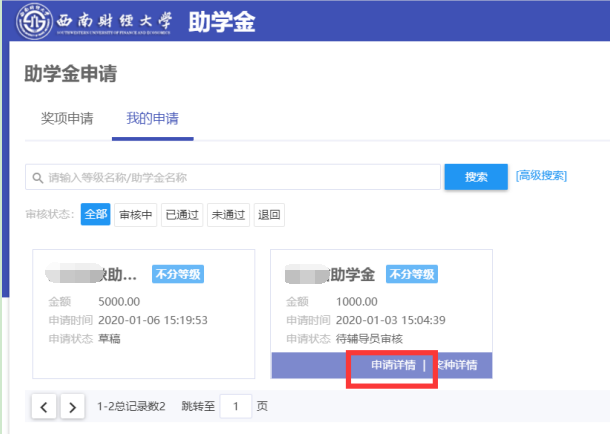 西南财经大学 助学金
SOUTHWESTERN UNIVERSITY OF FINANCE AND ECONOMICS
助学金申请
奖项申请 我的申请
请输入等级名称/助学金名称 搜索 [高级搜索]
审核状态: 全部 审核中 已通过 未通过 退回
助... 不分等级
金额 5000.00
申请时间 2020-01-06 15:19:53
申请状态 草稿
助学金 不分等级
金额 1000.00
申请时间 2020-01-03 15:04:39
申请状态 待辅导员审核
申请详情 | 奖种详情
< > 1-2总记录数2 跳转至 1 页